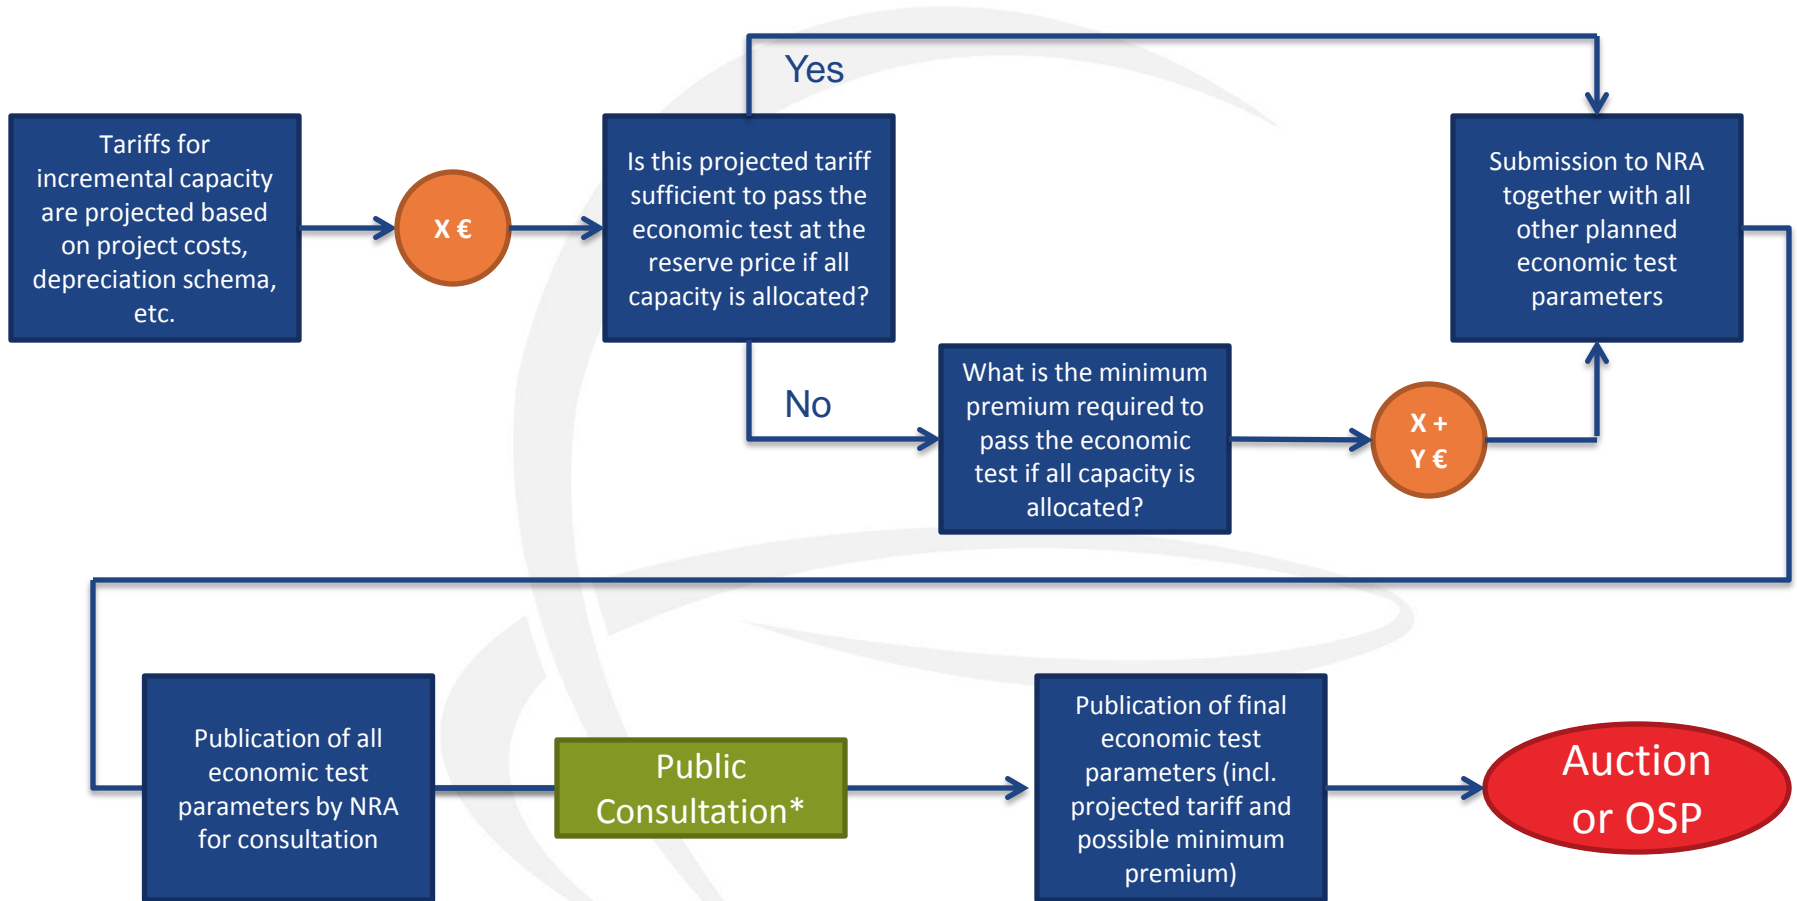 Tariffs for
incremental capacity
are projected based
on project costs,
depreciation schema,
etc.
X €
Is this projected tariff
sufficient to pass the
economic test at the
reserve price if all
capacity is allocated?
Yes
No
What is the minimum
premium required to
pass the economic
test if all capacity is
allocated?
X +
Y €
Submission to NRA
together with all
other planned
economic test
parameters
Publication of all
economic test
parameters by NRA
for consultation
Public
Consultation*
Publication of final
economic test
parameters (incl.
projected tariff and
possible minimum
premium)
Auction
or OSP